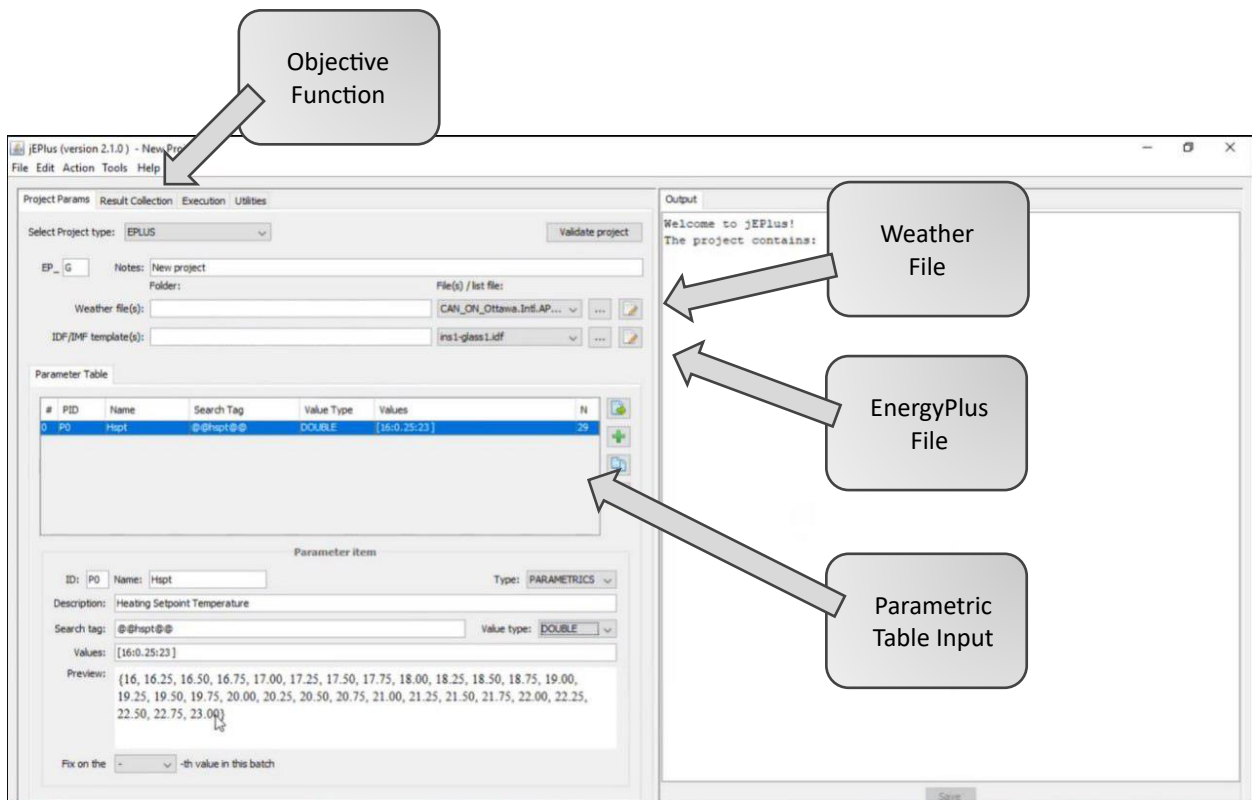 Objective
Function
jEPlus (version 2.1.0 ) - New Pro
File Edit Action Tools Help
Project Params Result Collection Execution Utilities
Select Project type: EPLUS
Validate project
EP_ G Notes: New project
Folder: File(s) / list file:
Weather file(s): CAN_ON_Ottawa.Intl.AP... ...
IDF/IMF template(s): ins1-glass1.idf ...
Parameter Table
# PID Name Search Tag Value Type Values N
0 P0 Hspt @@hspt@@ DOUBLE [16:0.25:23] 29
Parameter item
ID: P0 Name: Hspt Type: PARAMETRICS
Description: Heating Setpoint Temperature
Search tag: @@hspt@@ Value type: DOUBLE
Values: [16:0.25:23]
Preview: {16, 16.25, 16.50, 16.75, 17.00, 17.25, 17.50, 17.75, 18.00, 18.25, 18.50, 18.75, 19.00,
19.25, 19.50, 19.75, 20.00, 20.25, 20.50, 20.75, 21.00, 21.25, 21.50, 21.75, 22.00, 22.25,
22.50, 22.75, 23.00}
Fix on the - -th value in this batch
Output
Welcome to jEPlus!
The project contains:
Weather
File
EnergyPlus
File
Parametric
Table Input
Save